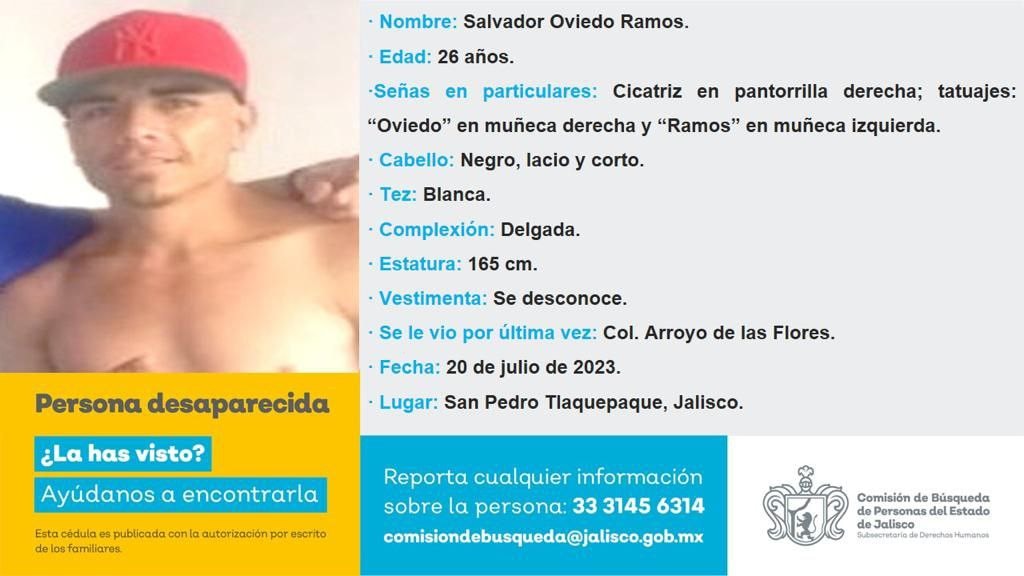 NY
· Nombre: Salvador Oviedo Ramos.
· Edad: 26 años.
·Señas en particulares: Cicatriz en pantorrilla derecha; tatuajes:
“Oviedo” en muñeca derecha y “Ramos” en muñeca izquierda.
· Cabello: Negro, lacio y corto.
· Tez: Blanca.
· Complexión: Delgada.
· Estatura: 165 cm.
· Vestimenta: Se desconoce.
· Se le vio por última vez: Col. Arroyo de las Flores.
· Fecha: 20 de julio de 2023.
· Lugar: San Pedro Tlaquepaque, Jalisco.
Persona desaparecida
¿La has visto?
Ayúdanos a encontrarla
Esta cédula es publicada con la autorización por escrito
de los familiares.
Reporta cualquier información
sobre la persona: 33 3145 6314
comisiondebusqueda@jalisco.gob.mx
Comisión de Búsqueda
de Personas del Estado
de Jalisco
Subsecretaría de Derechos Humanos